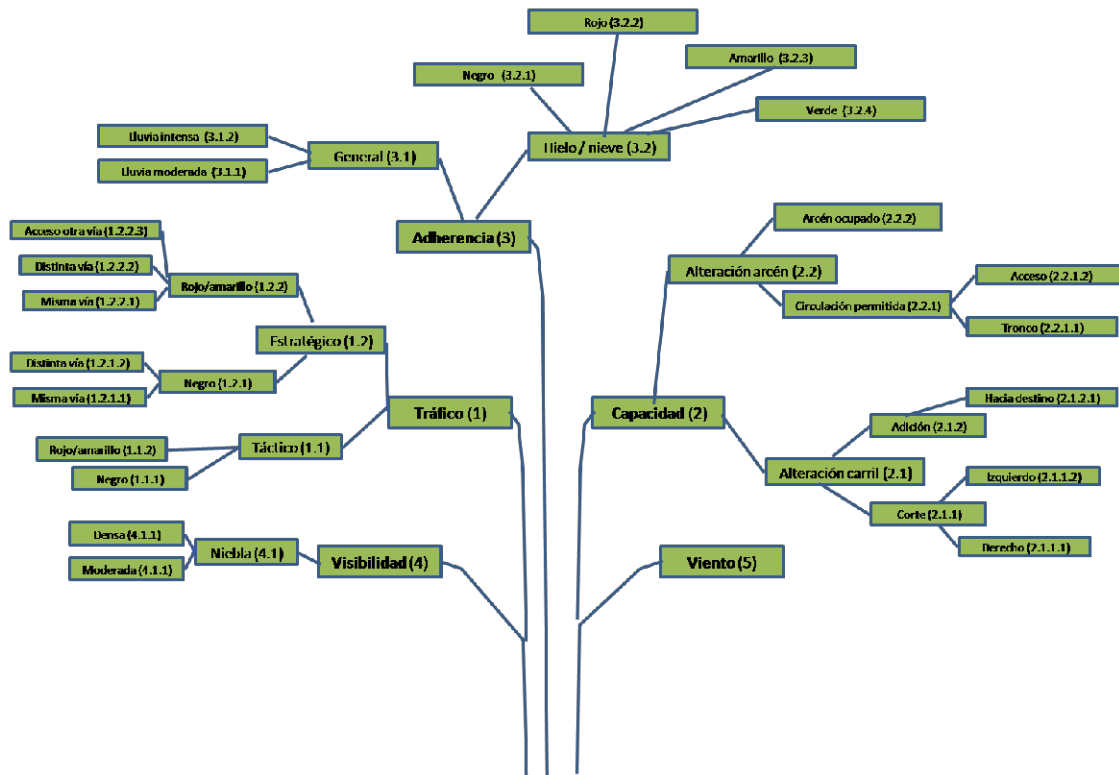 Rojo (3.2.2)
Amarillo (3.2.3)
Negro (3.2.1)
Verde (3.2.4)
Lluvia intensa (3.1.2)
Hielo / nieve (3.2)
General (3.1)
Lluvia moderada (3.1.1)
Arcén ocupado (2.2.2)
Acceso otra vía (1.2.2.3)
Adherencia (3)
Distinta vía (1.2.2.2)
Alteración arcén (2.2)
Acceso (2.2.1.2)
Rojo/amarillo (1.2.2)
Misma vía (1.2.2.1)
Circulación permitida (2.2.1)
Tronco (2.2.1.1)
Estratégico (1.2)
Distinta vía (1.2.1.2)
Negro (1.2.1)
Misma vía (1.2.1.1)
Hacia destino (2.1.2.1)
Tráfico (1)
Capacidad (2)
Adición (2.1.2)
Rojo/amarillo (1.1.2)
Táctico (1.1)
Alteración carril (2.1)
Negro (1.1.1)
Izquierdo (2.1.1.2)
Corte (2.1.1)
Densa (4.1.1)
Niebla (4.1)
Derecho (2.1.1.1)
Moderada (4.1.1)
Visibilidad (4)
Viento (5)